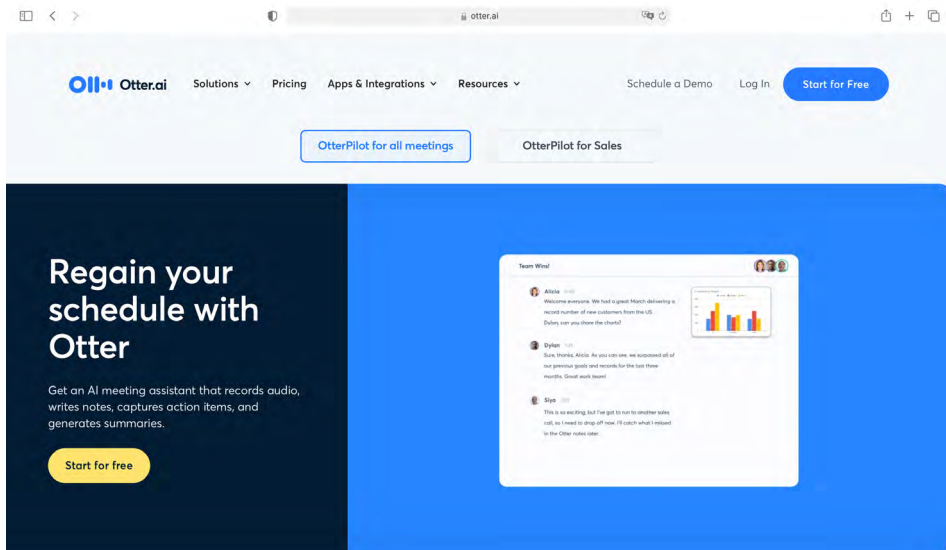 otter.ai
Otter.ai Solutions Pricing Apps & Integrations Resources Schedule a Demo Log In Start for Free
OtterPilot for all meetings OtterPilot for Sales
Regain your
schedule with
Otter
Get an AI meeting assistant that records audio,
writes notes, captures action items, and
generates summaries.
Start for free
Team Wins!
Alicia
Welcome everyone. We had a great March delivering a
record number of new customers from the US.
Dylan, can you share the charts?
Dylan
Sure, thanks, Alicia. As you can see, we surpassed all of
our previous goals and records for the last three
months. Great work team!
Siya
This is so exciting, but I've got to run to another sales
call, so I need to drop off now. I'll catch what I missed
in the Otter notes later.